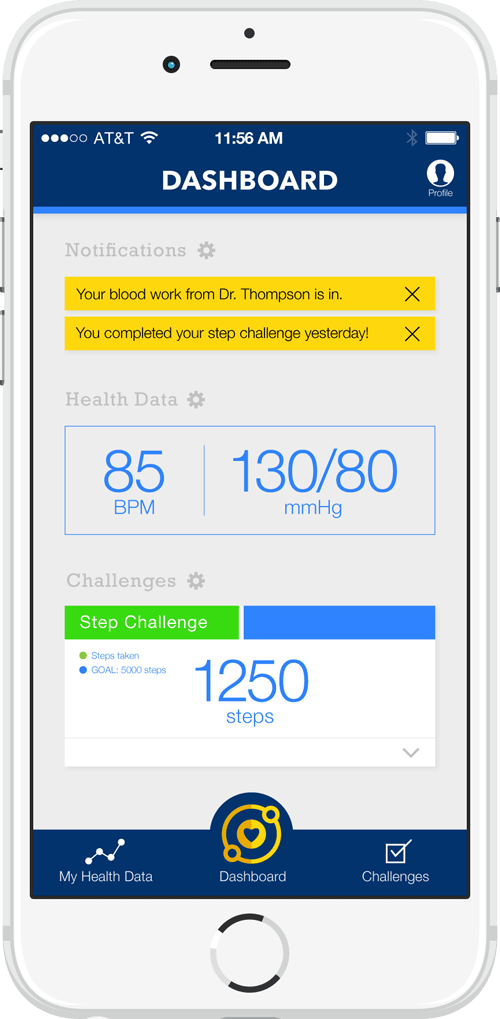 AT&T 11:56 AM
DASHBOARD
Profile
Notifications
Your blood work from Dr. Thompson is in.
You completed your step challenge yesterday!
Health Data
85 130/80
BPM mmHg
Challenges
Step Challenge
Steps taken
GOAL: 5000 steps
1250
steps
My Health Data Dashboard Challenges